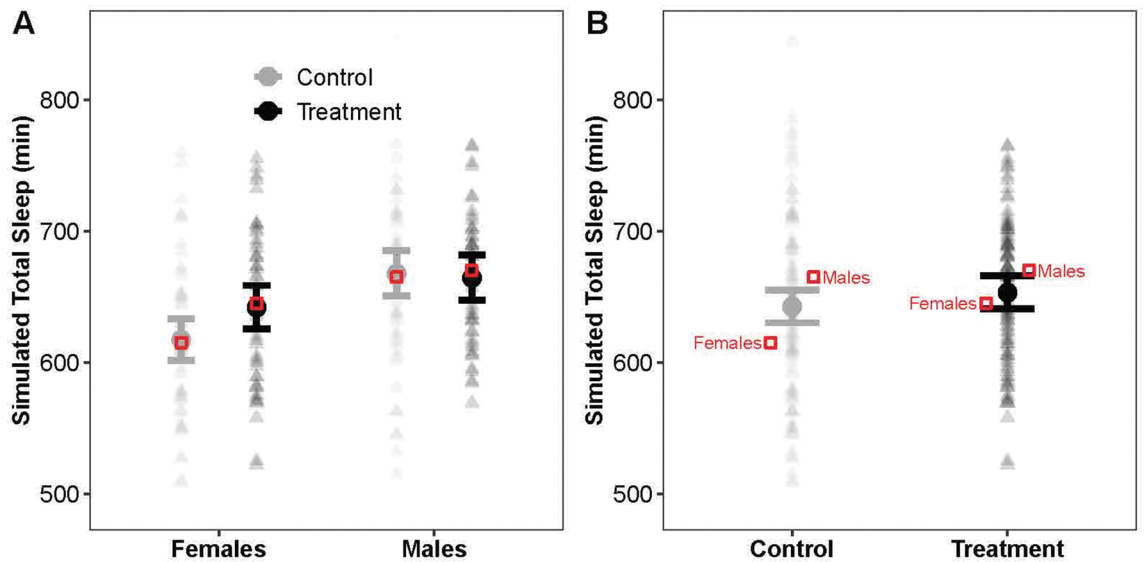 A
Simulated Total Sleep (min)
800
700
600
500
Control
Treatment
Females
Males
B
Simulated Total Sleep (min)
800
700
600
500
Males
Females
Males
Females
Control
Treatment